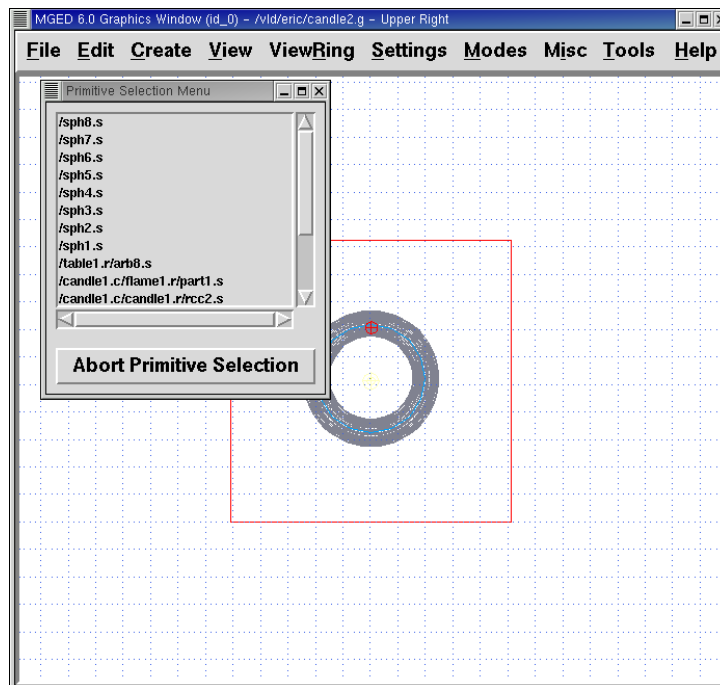 MGED 6.0 Graphics Window (id_0) - /vld/eric/candle2.g - Upper Right
File Edit Create View ViewRing Settings Modes Misc Tools Help
Primitive Selection Menu
/sph8.s
/sph7.s
/sph6.s
/sph5.s
/sph4.s
/sph3.s
/sph2.s
/sph1.s
/table1.r/arb8.s
/candle1.c/flame1.r/part1.s
/candle1.c/candle1.r/rcc2.s
Abort Primitive Selection